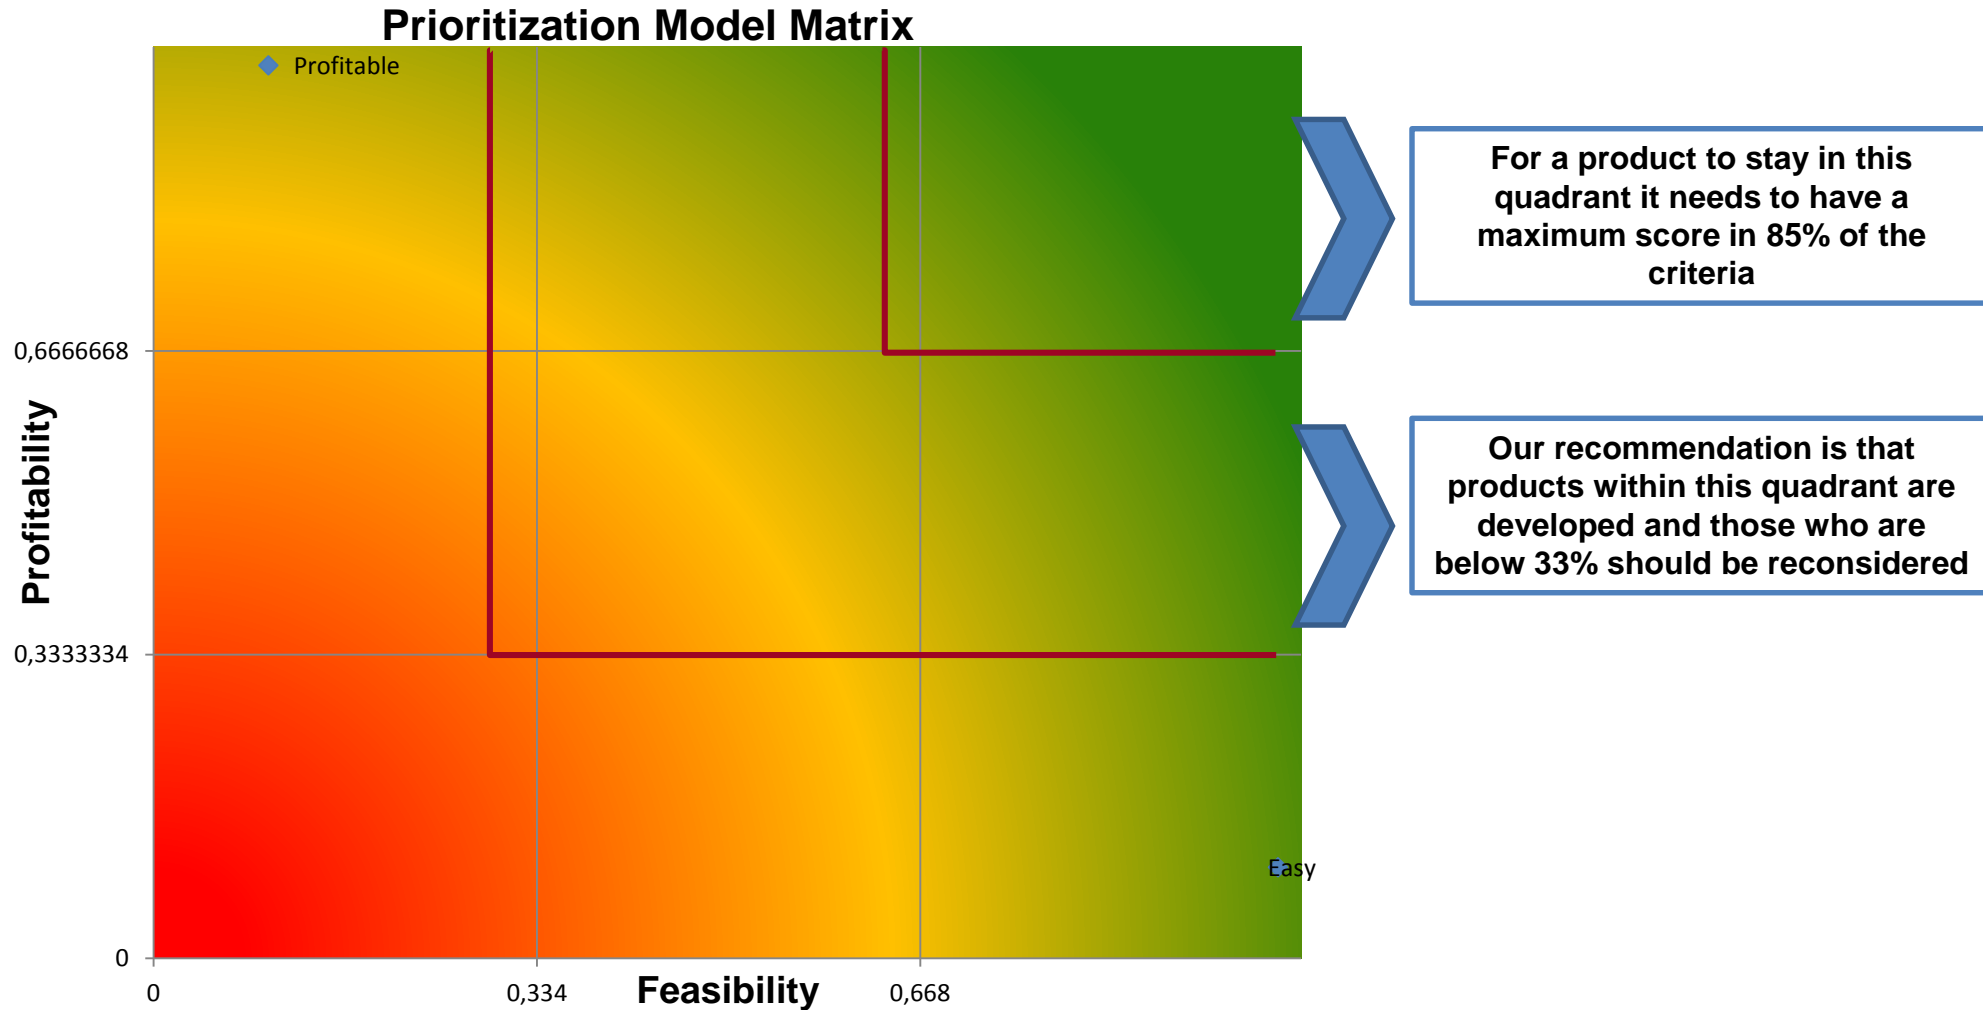 Prioritization Model Matrix
Profitable
For a product to stay in this
quadrant it needs to have a
maximum score in 85% of the
criteria
0,6666668
Profitability
Our recommendation is that
products within this quadrant are
developed and those who are
below 33% should be reconsidered
0,3333334
Easy
0
0
0,334
Feasibility
0,668